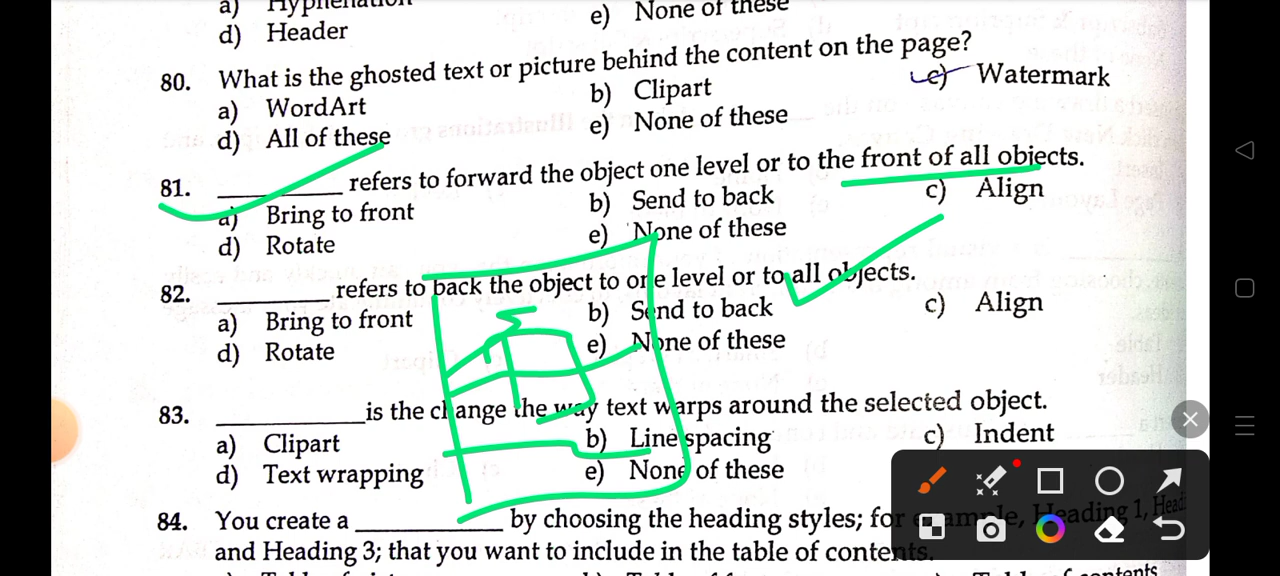 a) Hyphenation
e) None of these
d) Header
80. What is the ghosted text or picture behind the content on the page?
a) WordArt b) Clipart c) Watermark
d) All of these e) None of these
81. __________ refers to forward the object one level or to the front of all objects.
a) Bring to front b) Send to back c) Align
d) Rotate e) None of these
82. __________ refers to back the object to one level or to all objects.
a) Bring to front b) Send to back c) Align
d) Rotate e) None of these
83. __________ is the change the way text warps around the selected object.
a) Clipart b) Line spacing c) Indent
d) Text wrapping e) None of these
84. You create a __________ by choosing the heading styles; for example, Heading 1, Headi
and Heading 3; that you want to include in the table of contents.